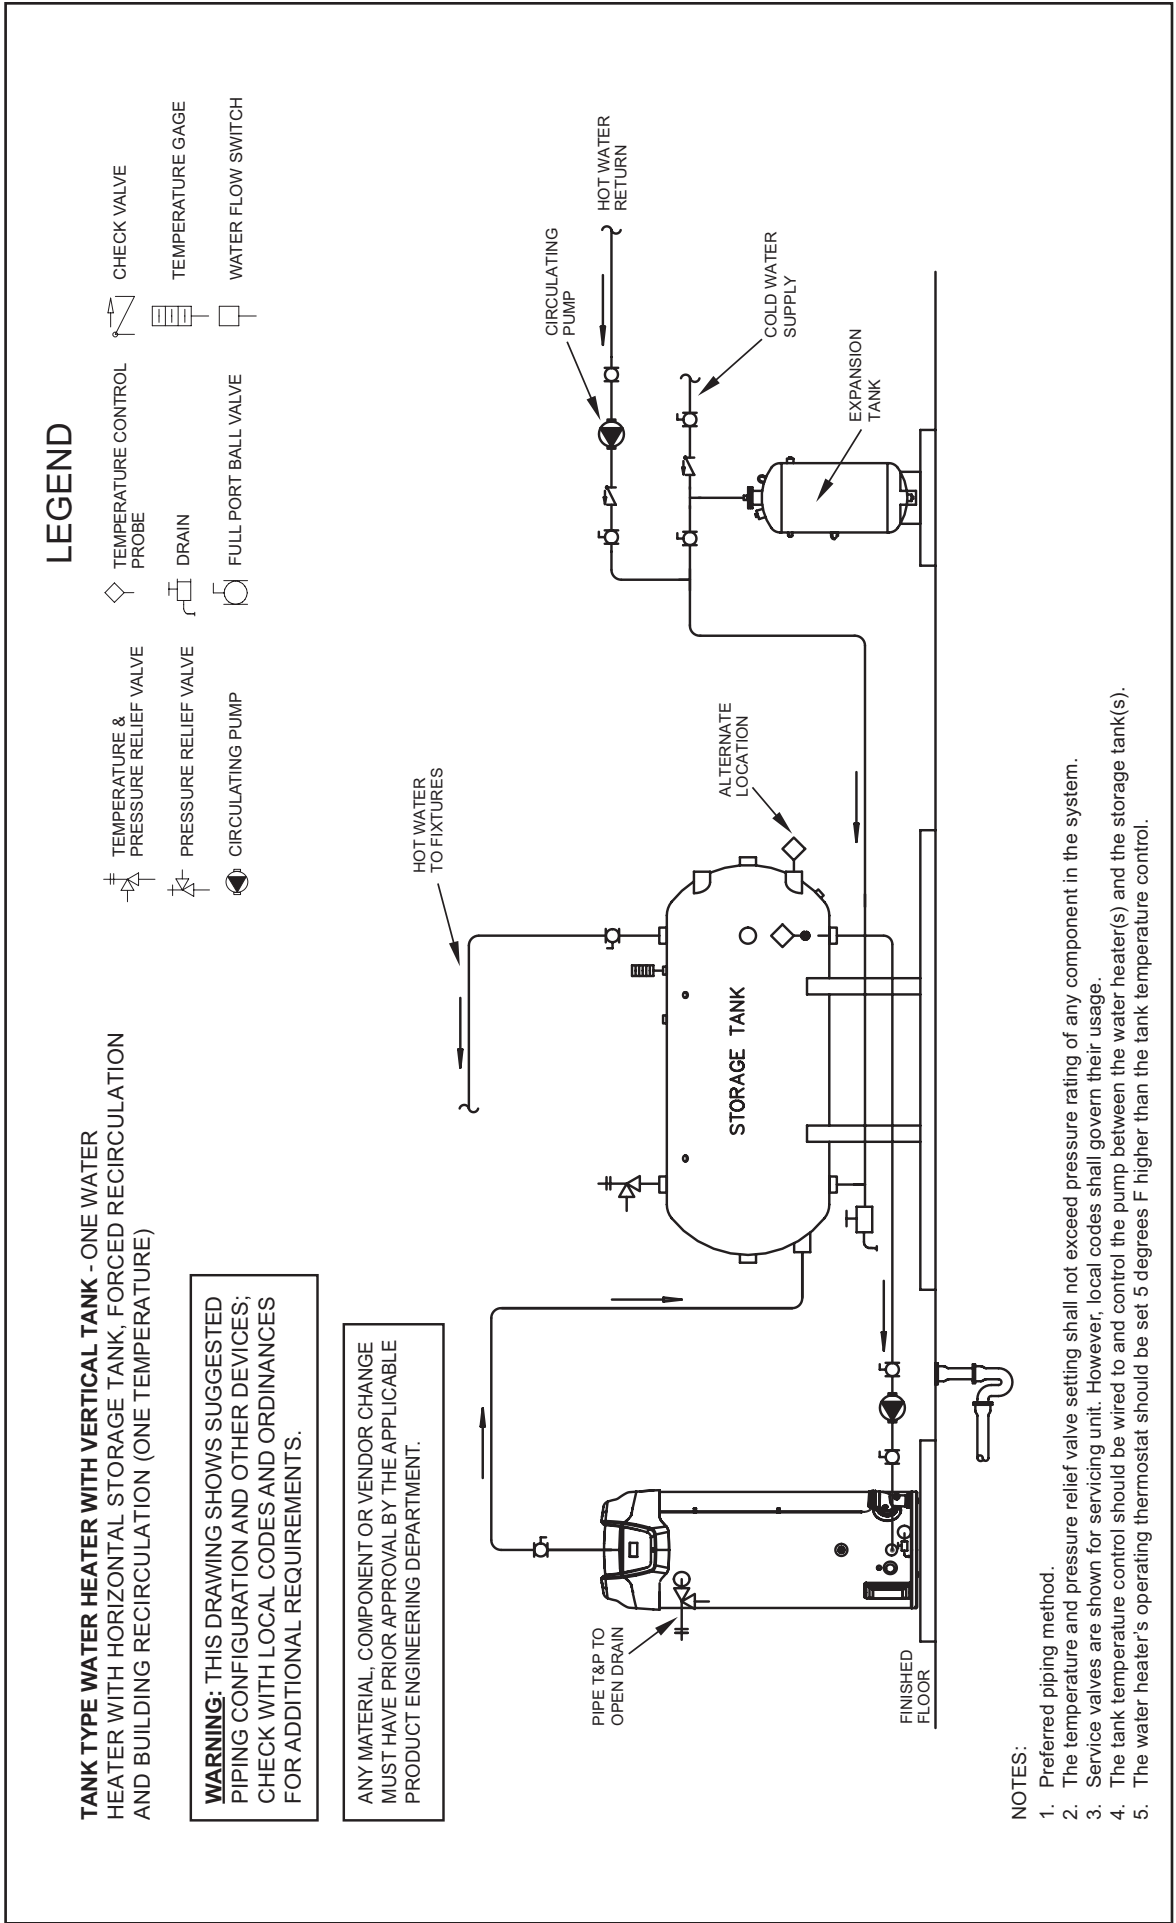 TANK TYPE WATER HEATER WITH VERTICAL TANK - ONE WATER
HEATER WITH HORIZONTAL STORAGE TANK, FORCED RECIRCULATION
AND BUILDING RECIRCULATION (ONE TEMPERATURE)
WARNING: THIS DRAWING SHOWS SUGGESTED
PIPING CONFIGURATION AND OTHER DEVICES;
CHECK WITH LOCAL CODES AND ORDINANCES
FOR ADDITIONAL REQUIREMENTS.
ANY MATERIAL, COMPONENT OR VENDOR CHANGE
MUST HAVE PRIOR APPROVAL BY THE APPLICABLE
PRODUCT ENGINEERING DEPARTMENT.
LEGEND
TEMPERATURE &
PRESSURE RELIEF VALVE
PRESSURE RELIEF VALVE
CIRCULATING PUMP
TEMPERATURE CONTROL
PROBE
DRAIN
FULL PORT BALL VALVE
CHECK VALVE
TEMPERATURE GAGE
WATER FLOW SWITCH
HOT WATER
TO FIXTURES
CIRCULATING
PUMP
HOT WATER
RETURN
COLD WATER
SUPPLY
EXPANSION
TANK
ALTERNATE
LOCATION
STORAGE TANK
PIPE T&P TO
OPEN DRAIN
FINISHED
FLOOR
NOTES:
1. Preferred piping method.
2. The temperature and pressure relief valve setting shall not exceed pressure rating of any component in the system.
3. Service valves are shown for servicing unit. However, local codes shall govern their usage.
4. The tank temperature control should be wired to and control the pump between the water heater(s) and the storage tank(s).
5. The water heater's operating thermostat should be set 5 degrees F higher than the tank temperature control.